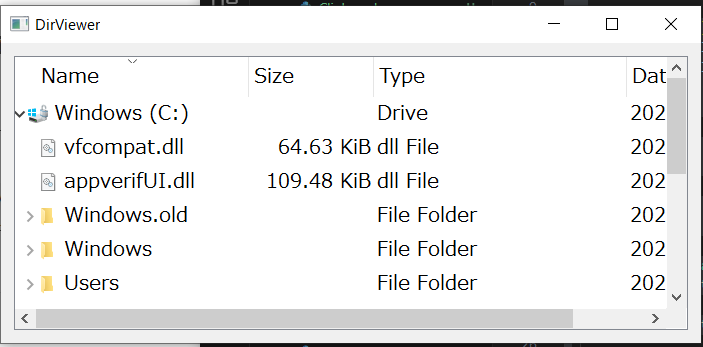 DirViewer
Name Size Type Dat
Windows (C:) Drive 202
vfcompat.dll 64.63 KiB dll File 202
appverifUI.dll 109.48 KiB dll File 202
Windows.old File Folder 202
Windows File Folder 202
Users File Folder 202